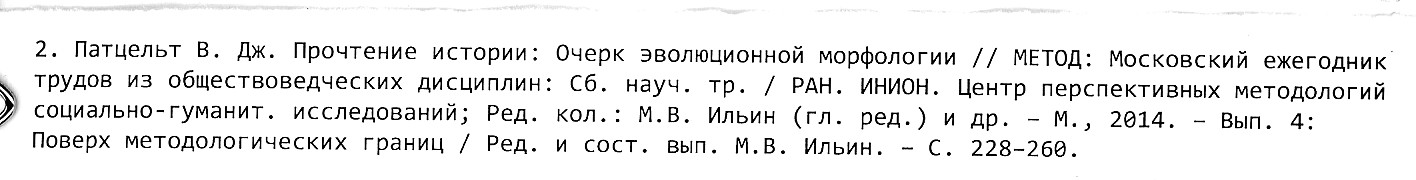 2. Патцельт В. Дж. Прочтение истории: Очерк эволюционной морфологии // МЕТОД: Московский ежегодник
трудов из обществоведческих дисциплин: Сб. науч. тр. / РАН. ИНИОН. Центр перспективных методологий
социально-гуманит. исследований; Ред. кол.: М.В. Ильин (гл. ред.) и др. – М., 2014. – Вып. 4:
Поверх методологических границ / Ред. и сост. вып. М.В. Ильин. – С. 228–260.